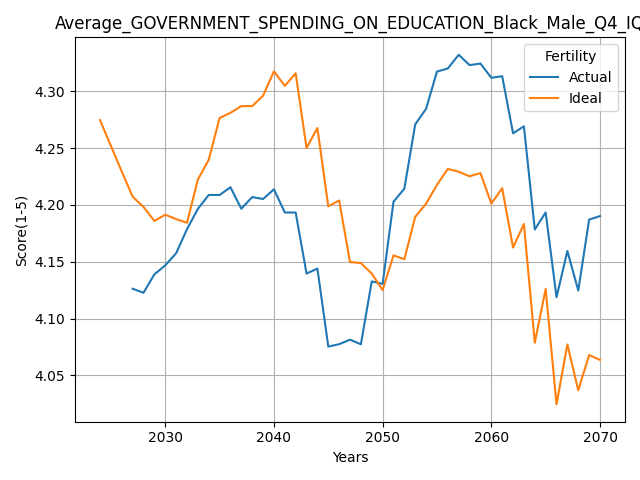 Average_GOVERNMENT_SPENDING_ON_EDUCATION_Black_Male_Q4_IQ
Fertility
Actual
Ideal
Score(1-5)
4.30
4.25
4.20
4.15
4.10
4.05
2030 2040 2050 2060 2070
Years